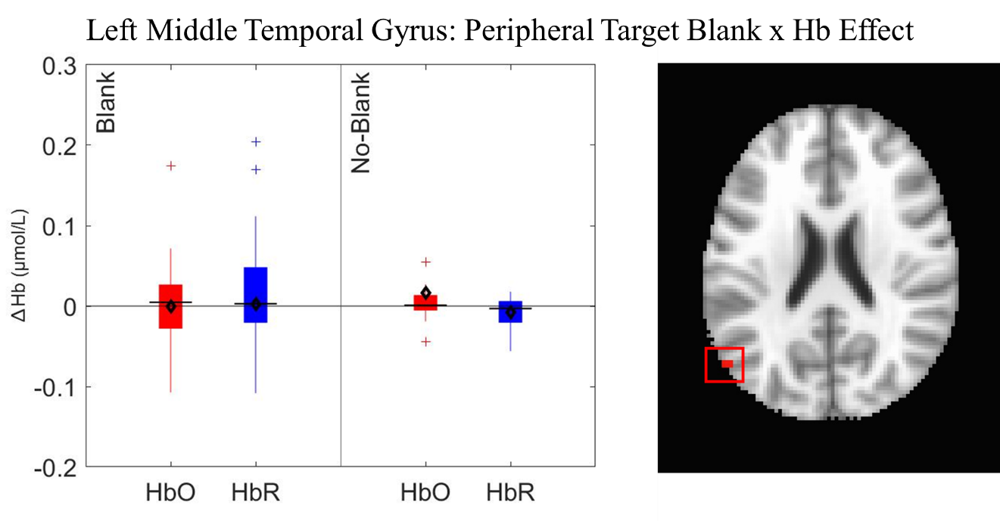 Left Middle Temporal Gyrus: Peripheral Target Blank x Hb Effect
ΔHb (μmol/L)
0.3
0.2
0.1
0
-0.1
-0.2
Blank
No-Blank
HbO
HbR
HbO
HbR